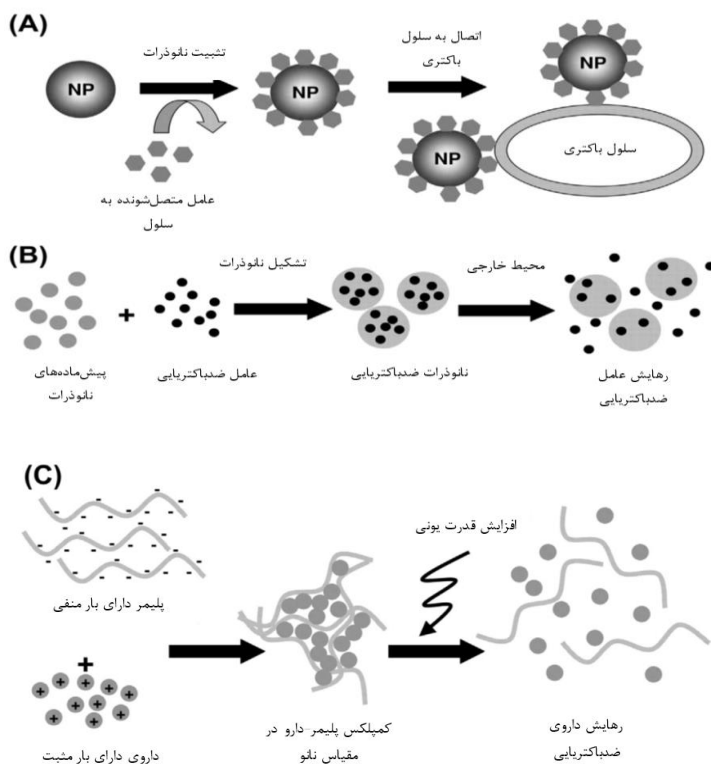 (A)
تثبیت نانوذرات
اتصال به سلول
باکتری
NP
NP
NP
NP
سلول باکتری
عامل متصل‌شونده به
سلول
(B)
تشکیل نانوذرات
محیط خارجی
+
پیش‌ماده‌های
نانوذرات
عامل ضدباکتریایی
نانوذرات ضدباکتریایی
رهایش عامل
ضدباکتریایی
(C)
افزایش قدرت یونی
پلیمر دارای بار منفی
+
داروی دارای بار مثبت
کمپلکس پلیمر-دارو در
مقیاس نانو
رهایش داروی
ضدباکتریایی